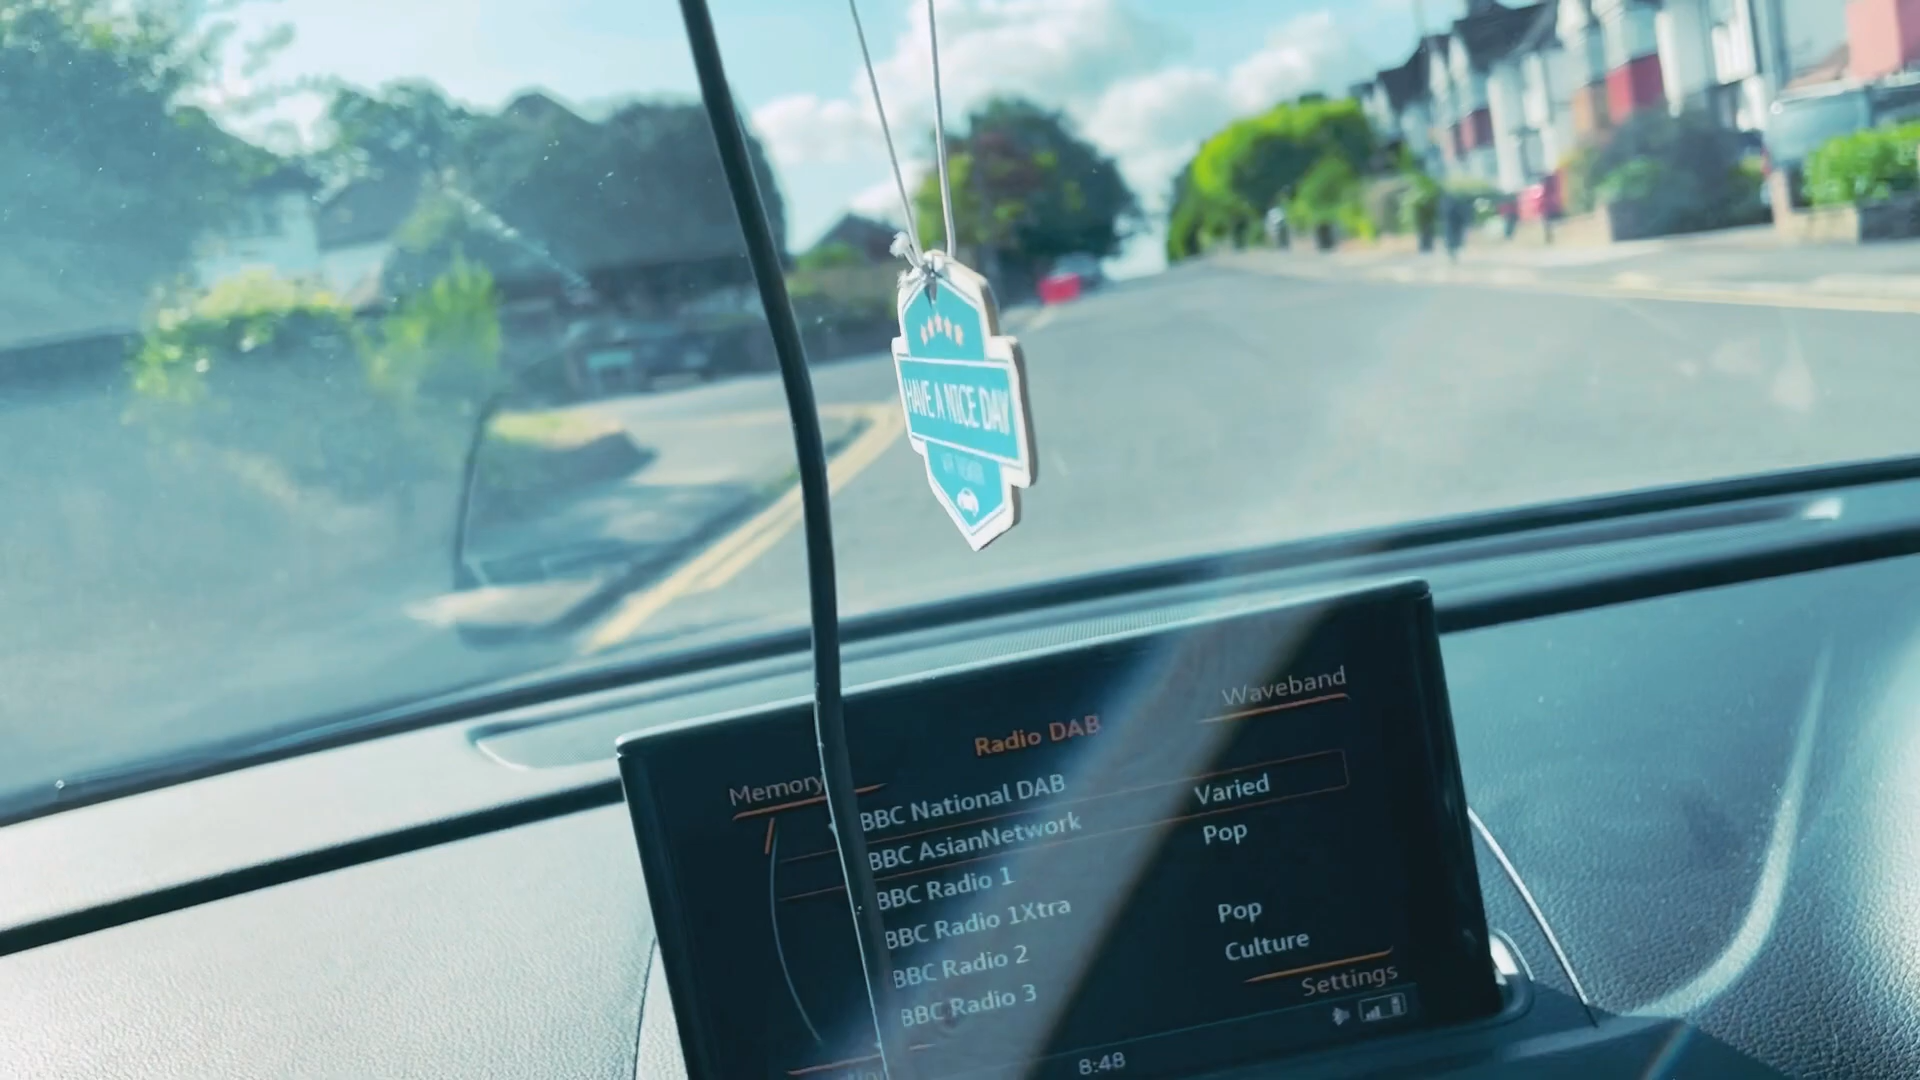 HAVE A NICE DAY
Waveband
Radio DAB
Memory
BBC National DAB
BBC AsianNetwork Varied
BBC Radio 1 Pop
BBC Radio 1Xtra
BBC Radio 2 Pop
BBC Radio 3 Culture
Settings
8:48